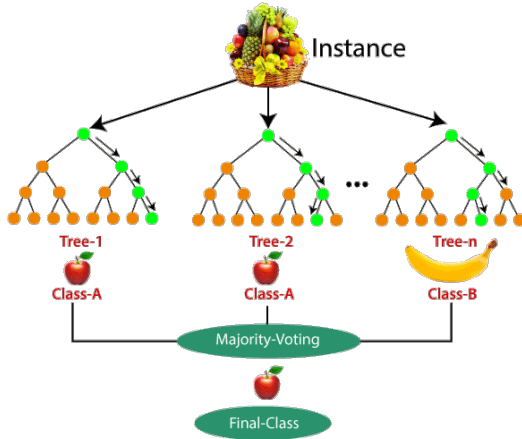 Instance
...
Tree-1
Tree-2
Tree-n
Class-A
Class-A
Class-B
Majority-Voting
Final-Class